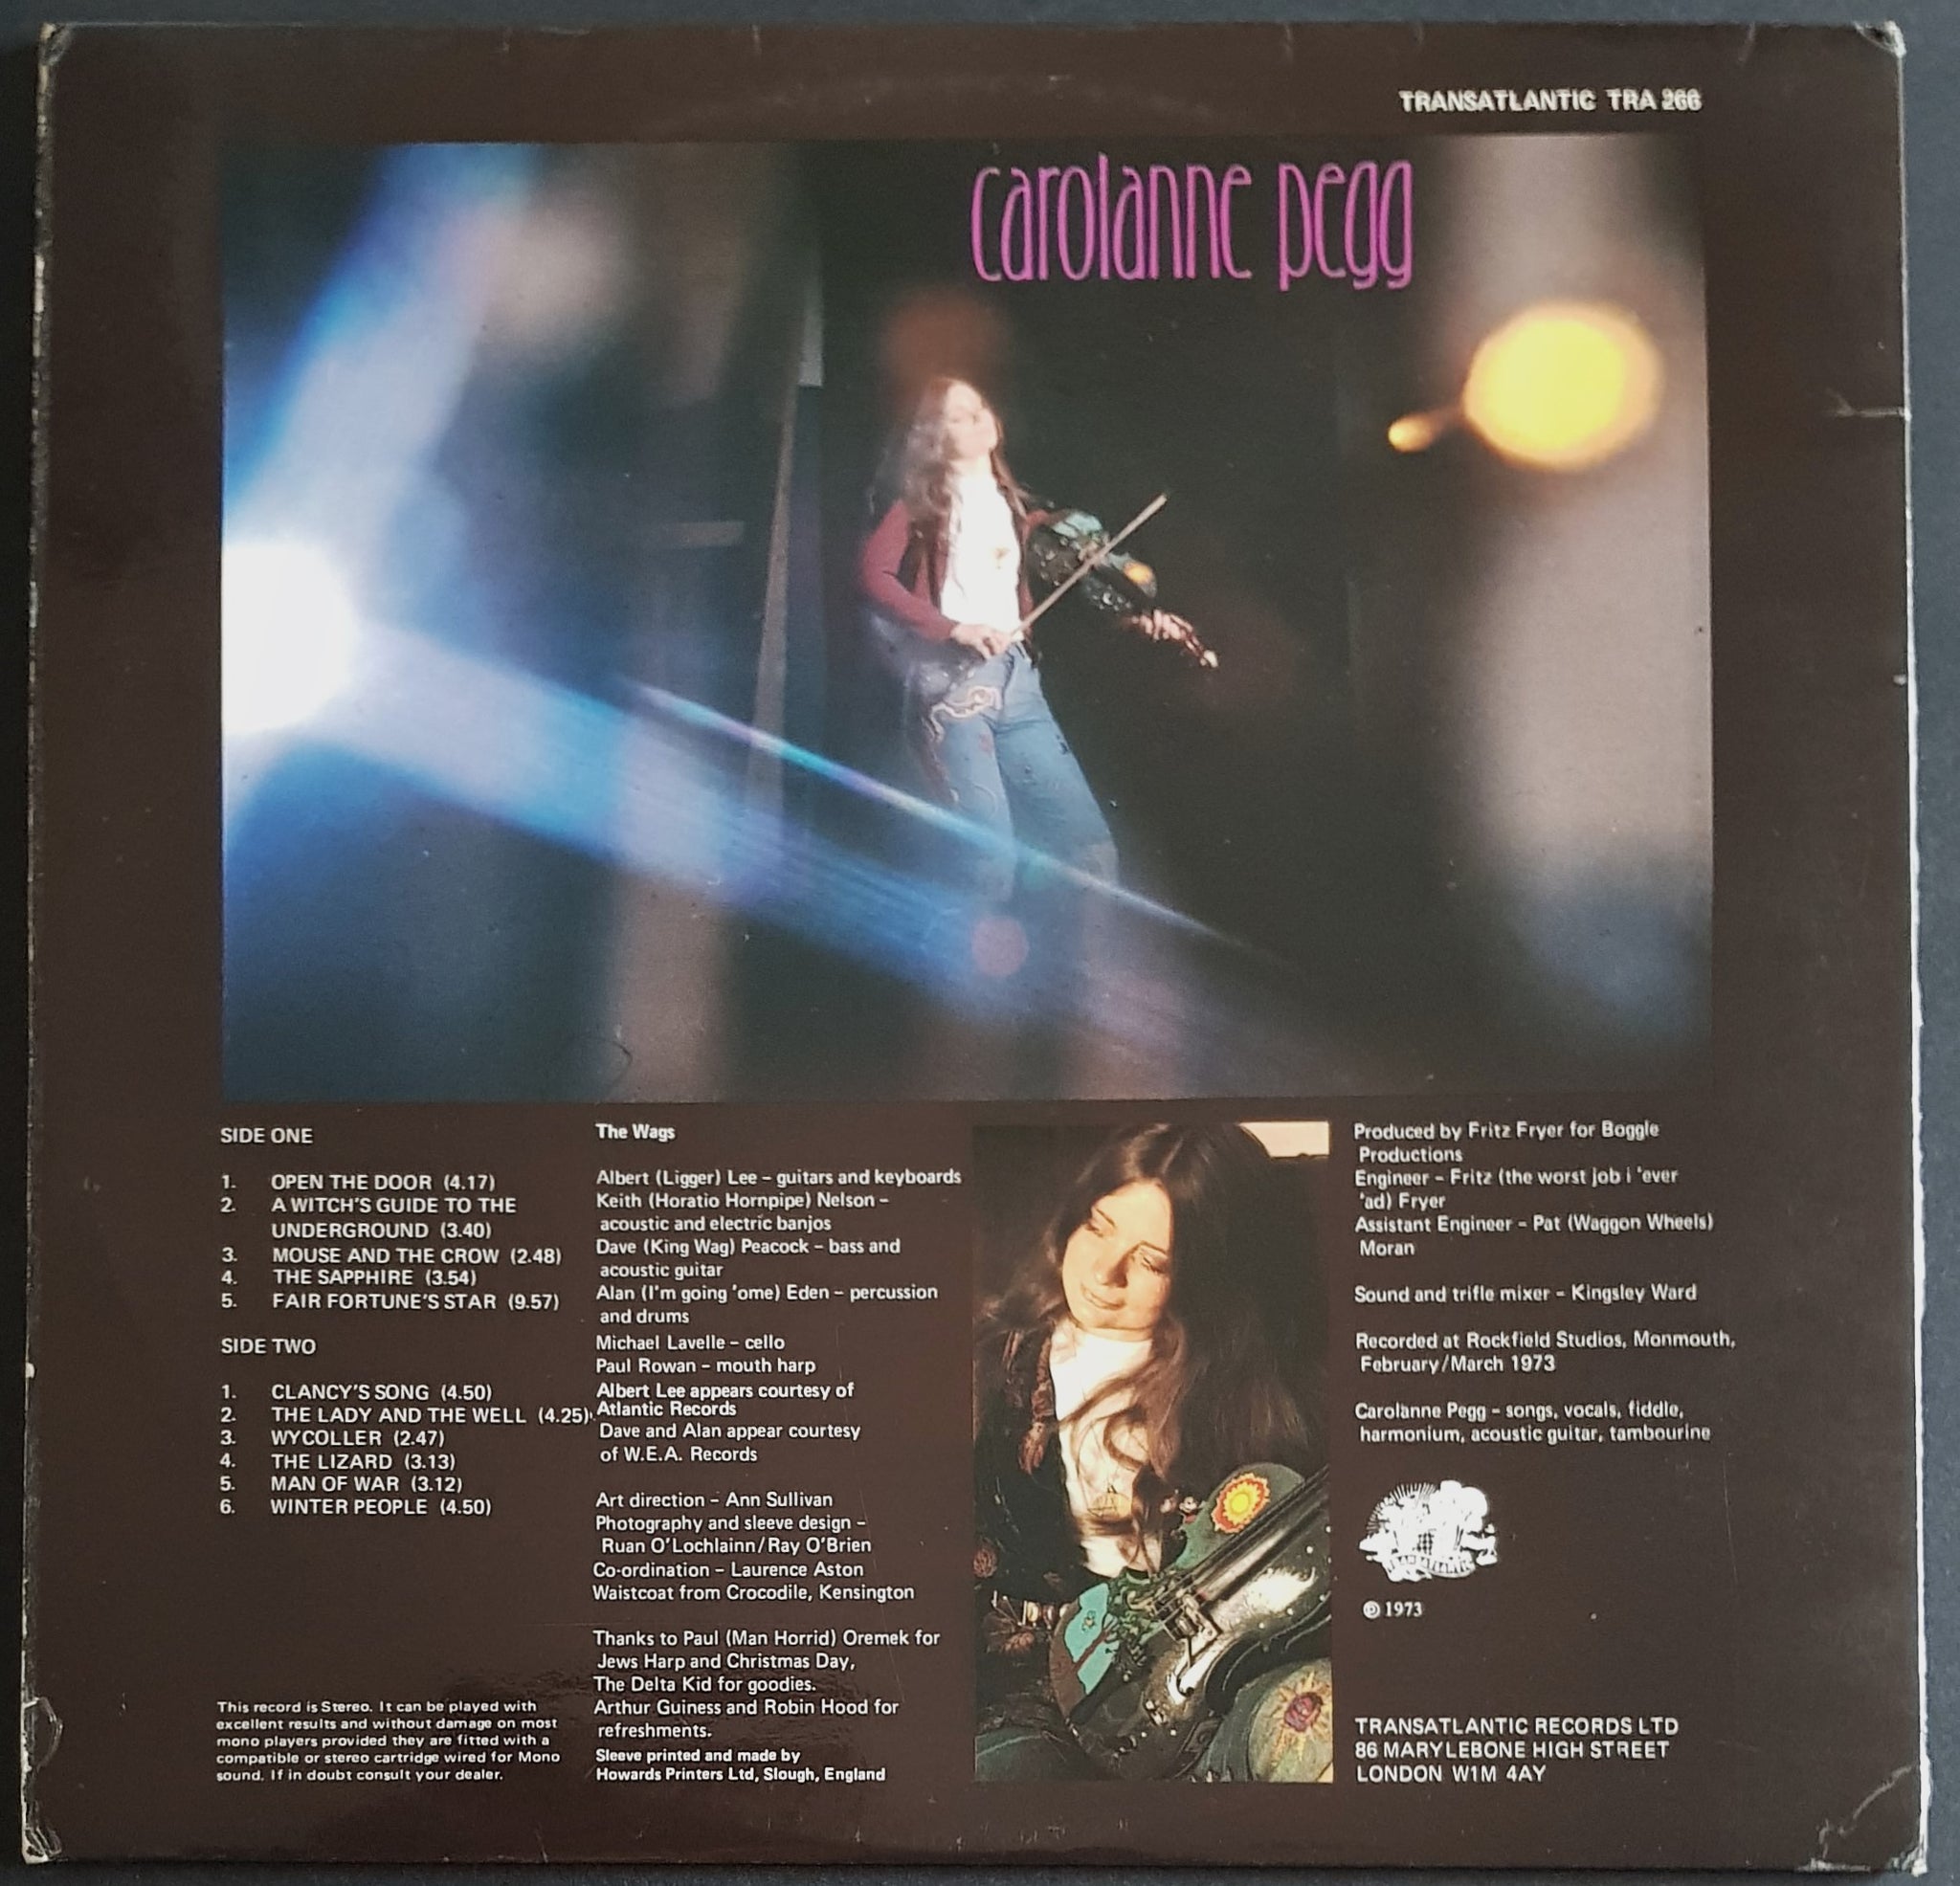 TRANSATLANTIC TRA 266
carolanne pegg
SIDE ONE
1. OPEN THE DOOR (4.17)
2. A WITCH'S GUIDE TO THE
UNDERGROUND (3.40)
3. MOUSE AND THE CROW (2.48)
4. THE SAPPHIRE (3.54)
5. FAIR FORTUNE'S STAR (9.57)
SIDE TWO
1. CLANCY'S SONG (4.50)
2. THE LADY AND THE WELL (4.25)
3. WYCOLLER (2.47)
4. THE LIZARD (3.13)
5. MAN OF WAR (3.12)
6. WINTER PEOPLE (4.50)
This record is Stereo. It can be played with
excellent results and without damage on most
mono players provided they are fitted with a
compatible or stereo cartridge wired for Mono
sound. If in doubt consult your dealer.
The Wags
Albert (Ligger) Lee – guitars and keyboards
Keith (Horatio Hornpipe) Nelson –
acoustic and electric banjos
Dave (King Wag) Peacock – bass and
acoustic guitar
Alan (I'm going 'ome) Eden – percussion
and drums
Michael Lavelle – cello
Paul Rowan – mouth harp
Albert Lee appears courtesy of
Atlantic Records
Dave and Alan appear courtesy
of W.E.A. Records
Art direction – Ann Sullivan
Photography and sleeve design –
Ruan O'Lochlainn/Ray O'Brien
Co-ordination – Laurence Aston
Waistcoat from Crocodile, Kensington
Thanks to Paul (Man Horrid) Oremek for
Jews Harp and Christmas Day,
The Delta Kid for goodies.
Arthur Guiness and Robin Hood for
refreshments.
Sleeve printed and made by
Howards Printers Ltd, Slough, England
Produced by Fritz Fryer for Boggle
Productions
Engineer – Fritz (the worst job i 'ever
'ad) Fryer
Assistant Engineer – Pat (Waggon Wheels)
Moran
Sound and trifle mixer – Kingsley Ward
Recorded at Rockfield Studios, Monmouth,
February/March 1973
Carolanne Pegg – songs, vocals, fiddle,
harmonium, acoustic guitar, tambourine
TRANSATLANTIC
℗ 1973
TRANSATLANTIC RECORDS LTD
86 MARYLEBONE HIGH STREET
LONDON W1M 4AY